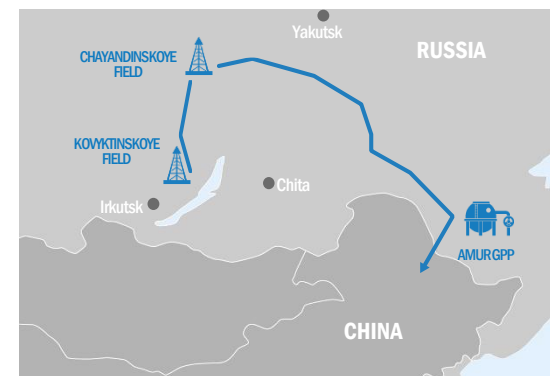 Yakutsk
RUSSIA
CHAYANDINSKOYE
FIELD
KOVYKTINSKOYE
FIELD
Chita
Irkutsk
AMUR GPP
CHINA